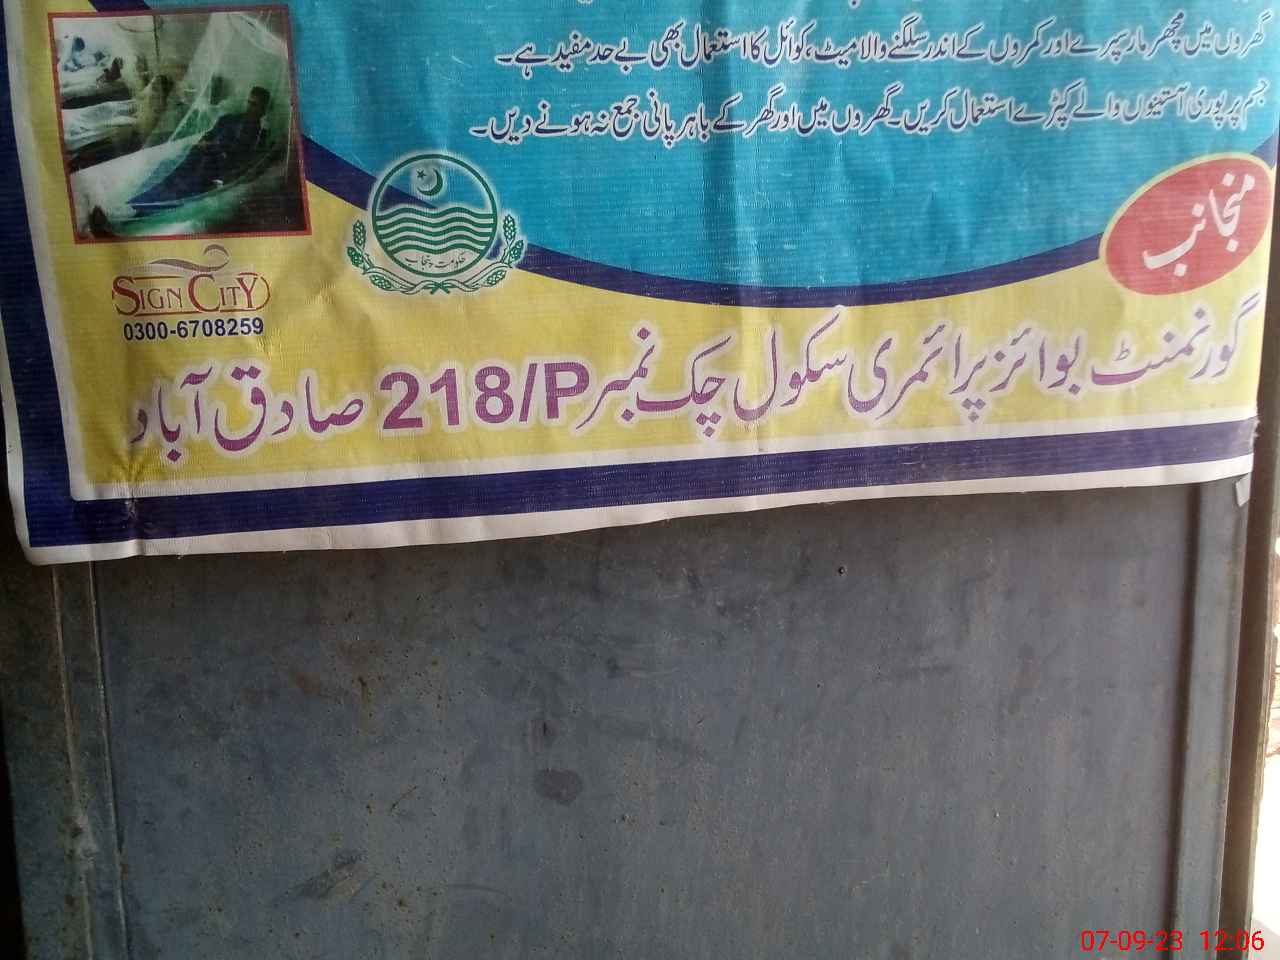 گھروں میں مچھر مار سپرے اور کمروں کے اندر سلگنے والا میٹ، کوائل کا استعمال بھی بے حد مفید ہے۔
جسم پر پوری آستینوں والے کپڑے استعمال کریں۔ گھروں میں اور گھر کے باہر پانی جمع نہ ہونے دیں۔
منجانب
حکومت پنجاب
SIGN CITY
0300-6708259
گورنمنٹ بوائز پرائمری سکول چک نمبر 218/P صادق آباد
07-09-23 12:06